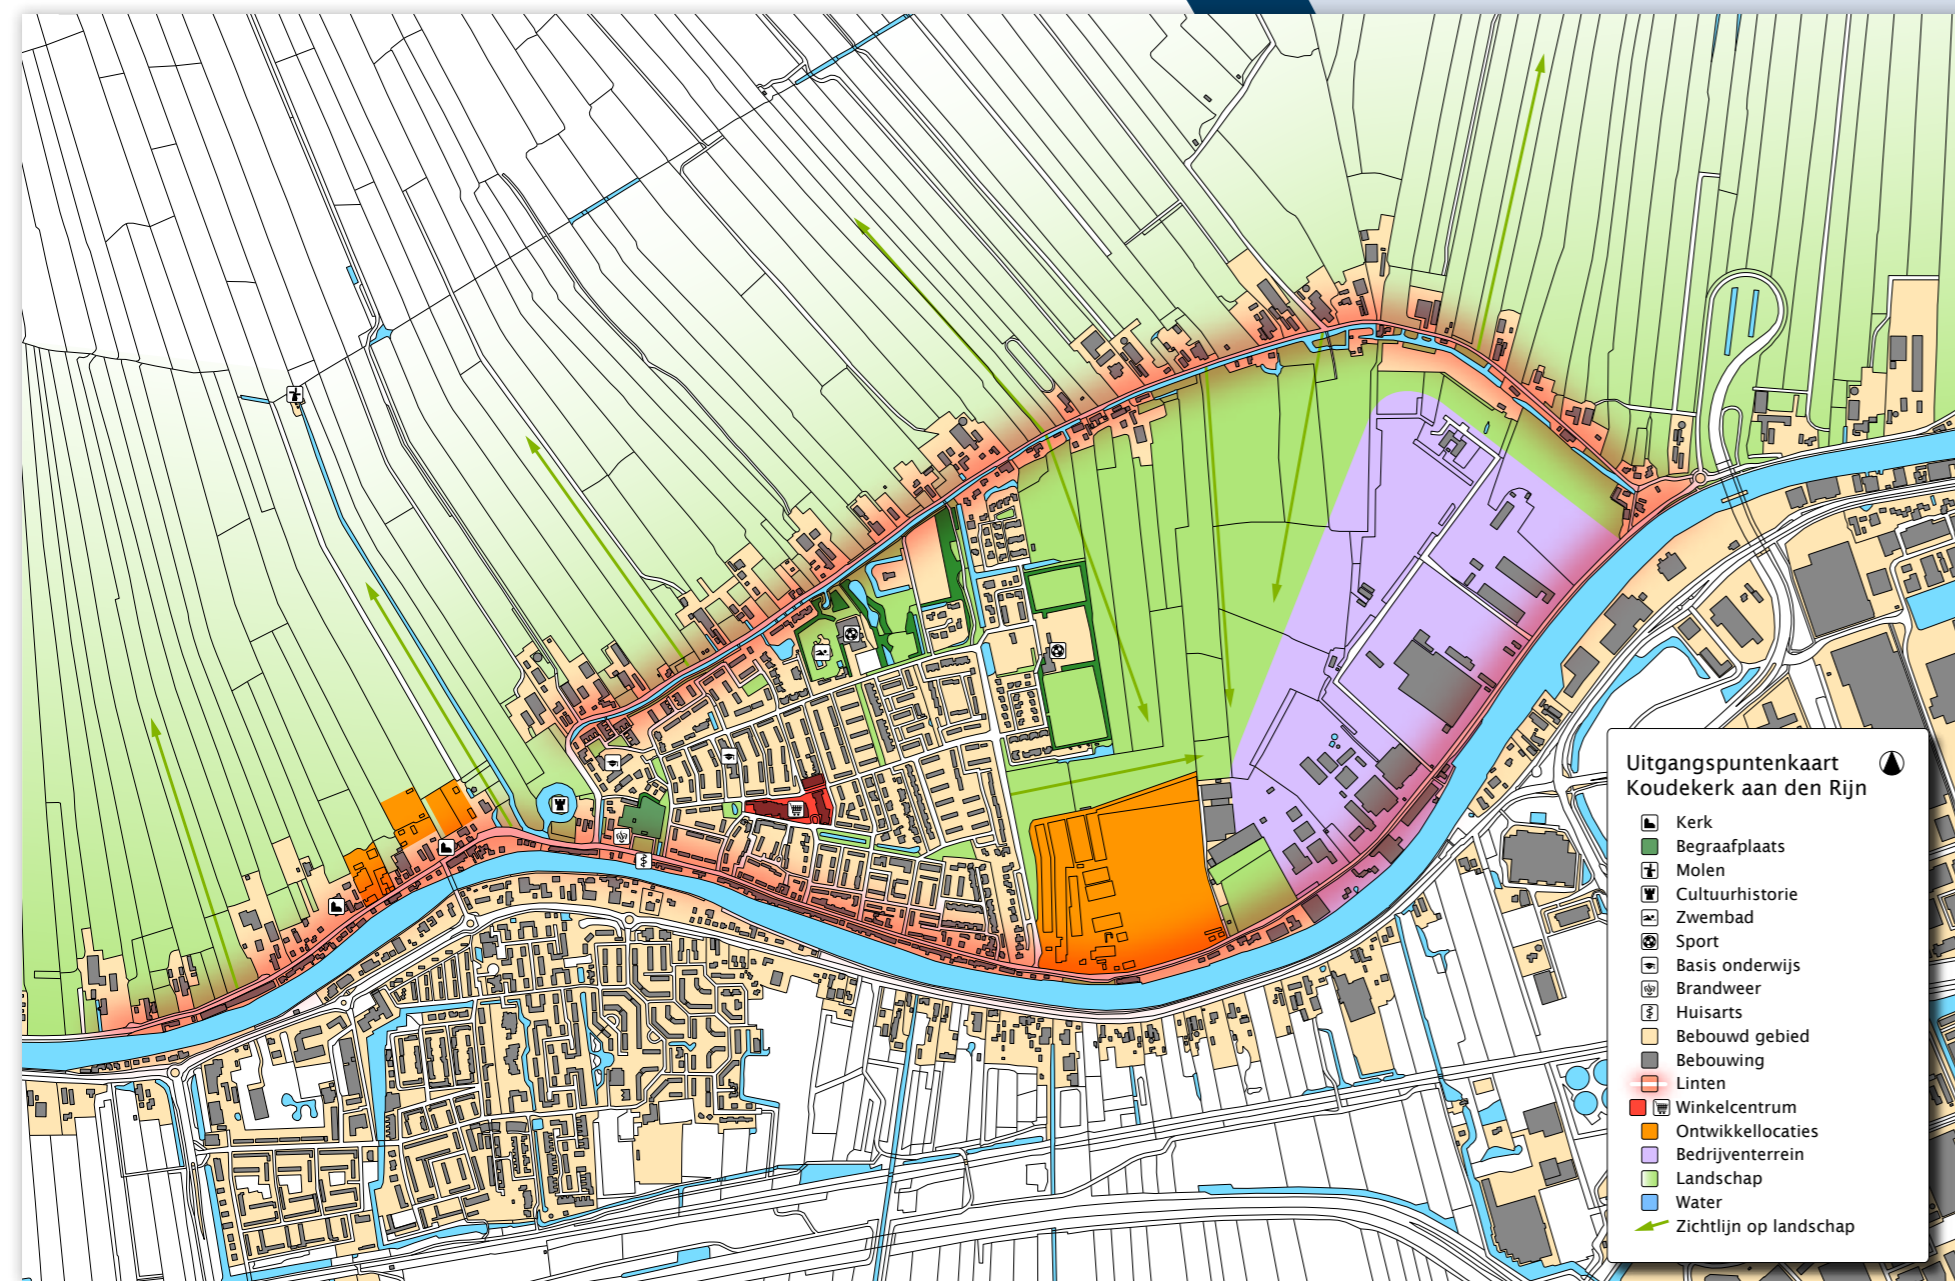 Uitgangspuntenkaart
Koudekerk aan den Rijn
Kerk
Begraafplaats
Molen
Cultuurhistorie
Zwembad
Sport
Basis onderwijs
Brandweer
Huisarts
Bebouwd gebied
Bebouwing
Linten
Winkelcentrum
Ontwikkellocaties
Bedrijventerrein
Landschap
Water
Zichtlijn op landschap